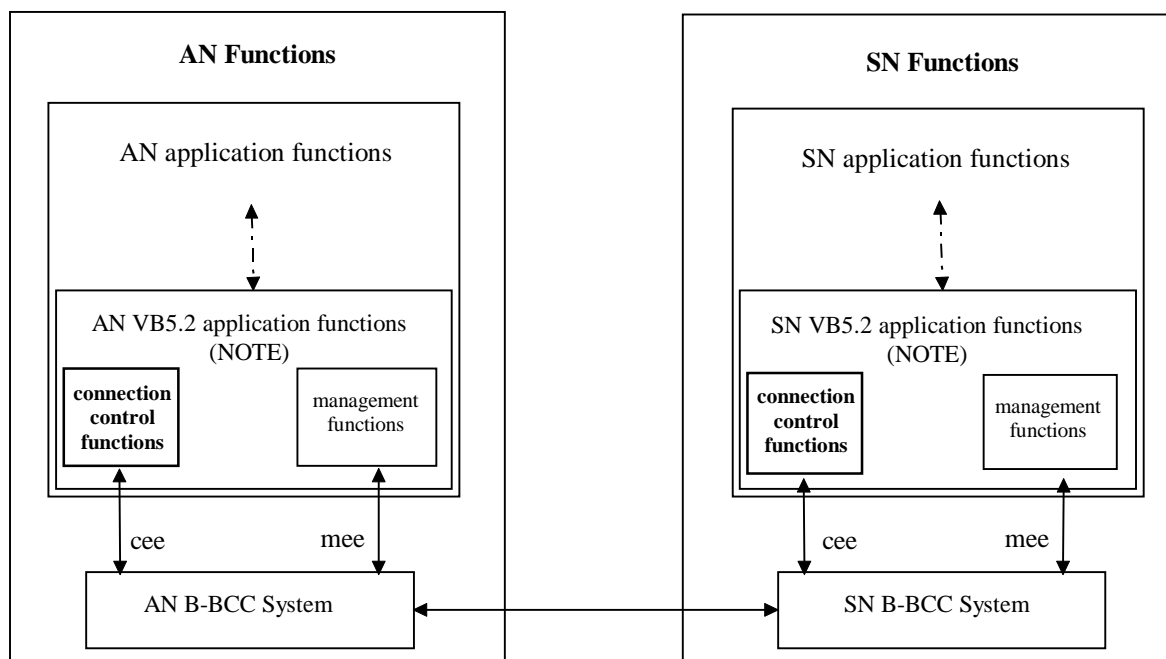 AN Functions
AN application functions
AN VB5.2 application functions
(NOTE)
connection
control
functions
management
functions
cee
mee
AN B-BCC System
SN Functions
SN application functions
SN VB5.2 application functions
(NOTE)
connection
control
functions
management
functions
cee
mee
SN B-BCC System